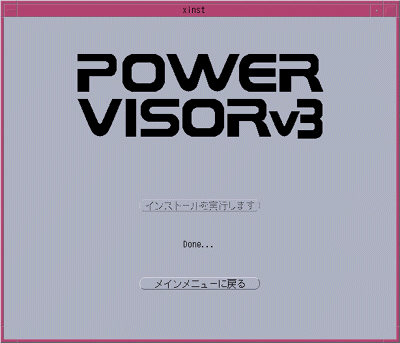 xinst
POWER
VISORv3
インストールを実行します
Done...
メインメニューに戻る